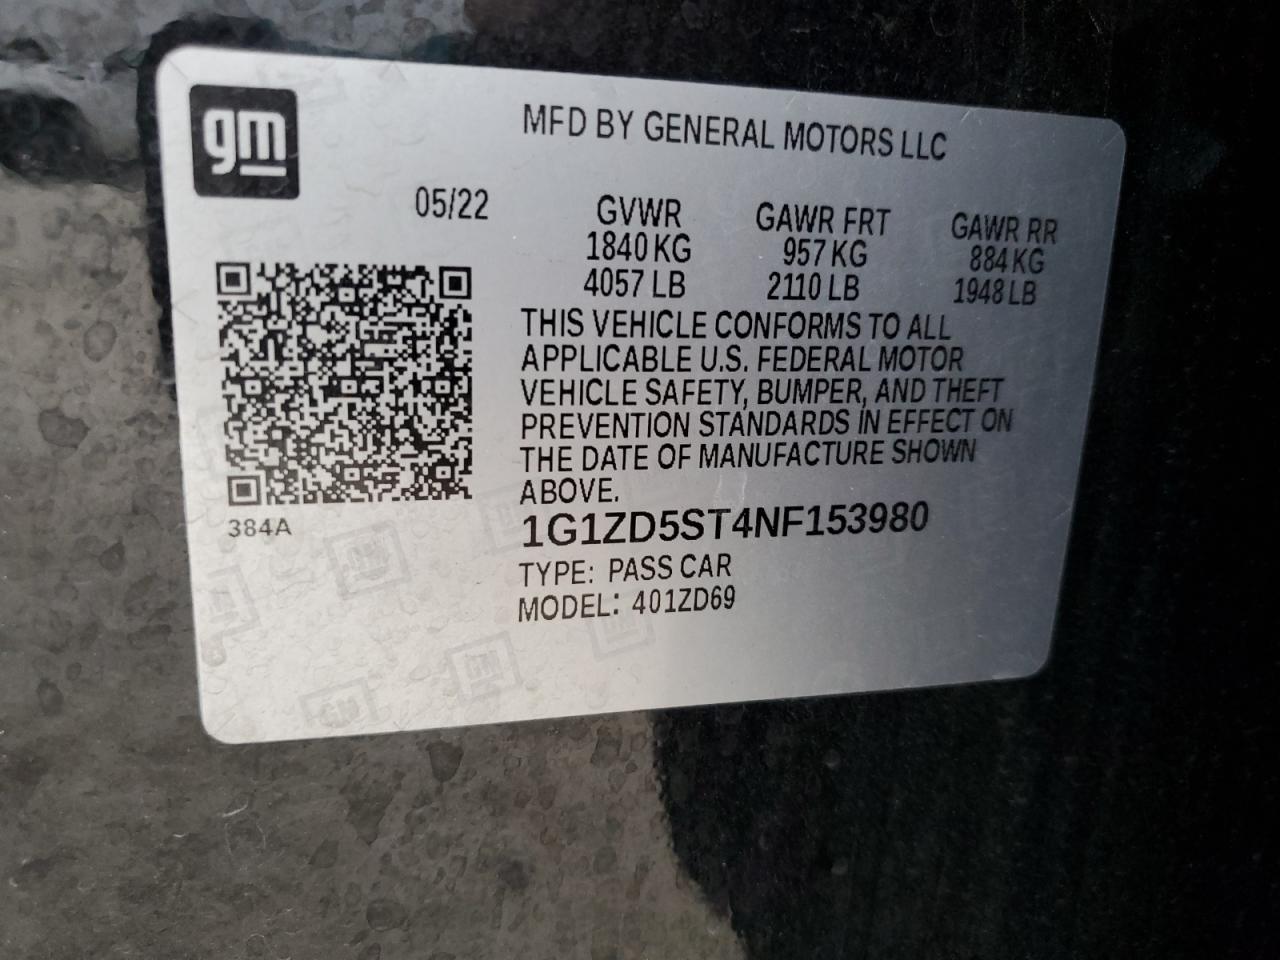 gm
MFD BY GENERAL MOTORS LLC
05/22
GVWR GAWR FRT GAWR RR
1840 KG 957 KG 884 KG
4057 LB 2110 LB 1948 LB
THIS VEHICLE CONFORMS TO ALL
APPLICABLE U.S. FEDERAL MOTOR
VEHICLE SAFETY, BUMPER, AND THEFT
PREVENTION STANDARDS IN EFFECT ON
THE DATE OF MANUFACTURE SHOWN
ABOVE.
384A
1G1ZD5ST4NF153980
TYPE: PASS CAR
MODEL: 401ZD69